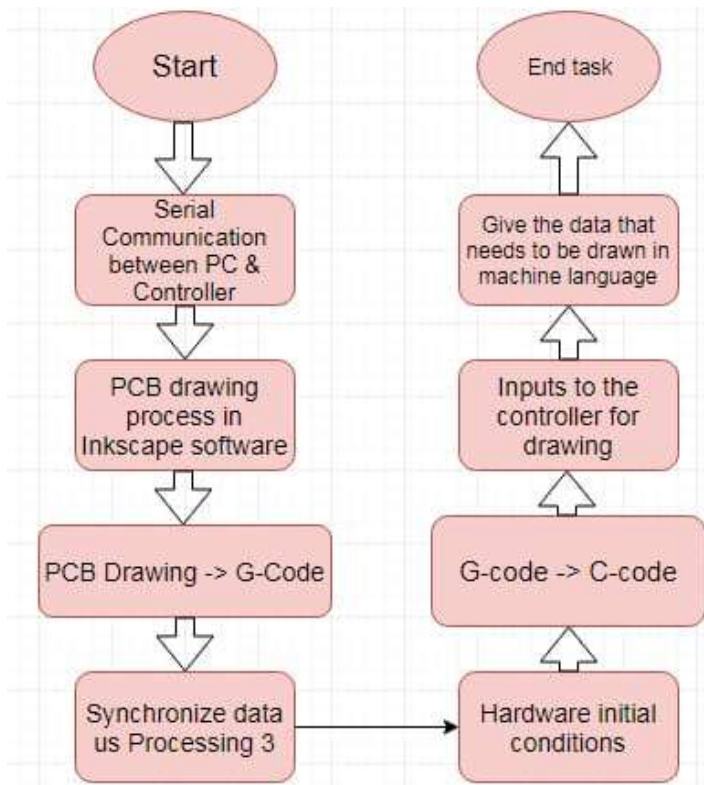 Start
Serial
Communication
between PC &
Controller
PCB drawing
process in
Inkscape software
PCB Drawing -> G-Code
Synchronize data
us Processing 3
Hardware initial
conditions
G-code -> C-code
Inputs to the
controller for
drawing
Give the data that
needs to be drawn in
machine language
End task